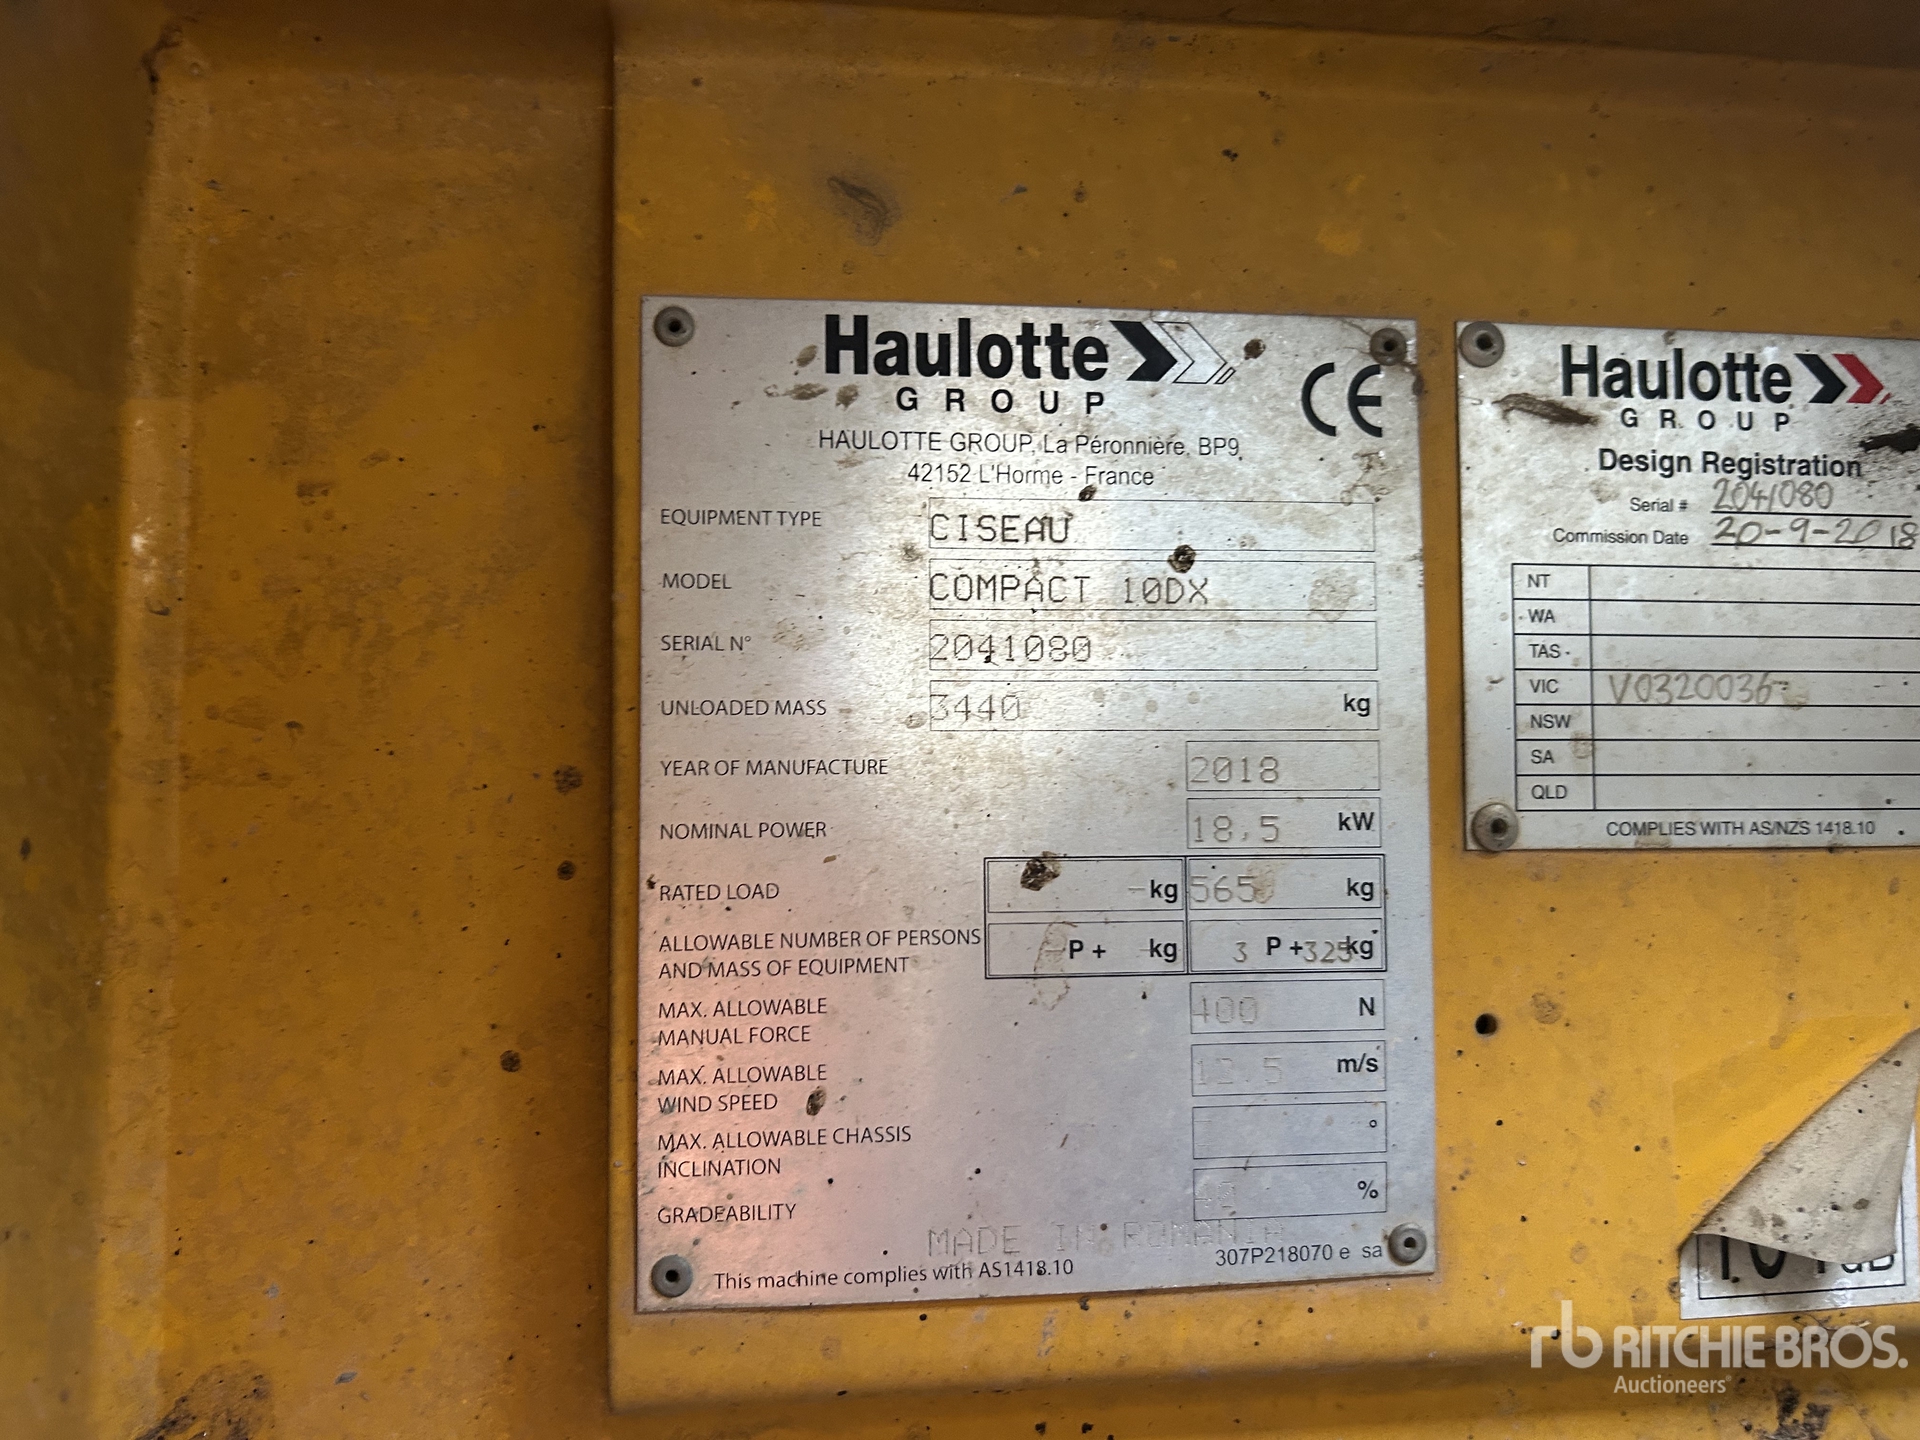 Haulotte
GROUP
CE
HAULOTTE GROUP, La Péronnière, BP9,
42152 L'Horme - France
EQUIPMENT TYPE CISEAU
MODEL COMPACT 10DX
SERIAL N° 2041080
UNLOADED MASS 3440 kg
YEAR OF MANUFACTURE 2018
NOMINAL POWER 18,5 kW
RATED LOAD - kg 565 kg
ALLOWABLE NUMBER OF PERSONS
AND MASS OF EQUIPMENT - P + - kg 3 P + 325 kg
MAX. ALLOWABLE
MANUAL FORCE 400 N
MAX. ALLOWABLE
WIND SPEED 12,5 m/s
MAX. ALLOWABLE CHASSIS
INCLINATION °
GRADEABILITY %
MADE IN ROMANIA
This machine complies with AS1418.10
307P218070 e sa
Haulotte
GROUP
Design Registration
Serial # 2041080
Commission Date 20-9-2018
NT
WA
TAS
VIC V0320036
NSW
SA
QLD
COMPLIES WITH AS/NZS 1418.10
rb RITCHIE BROS.
Auctioneers